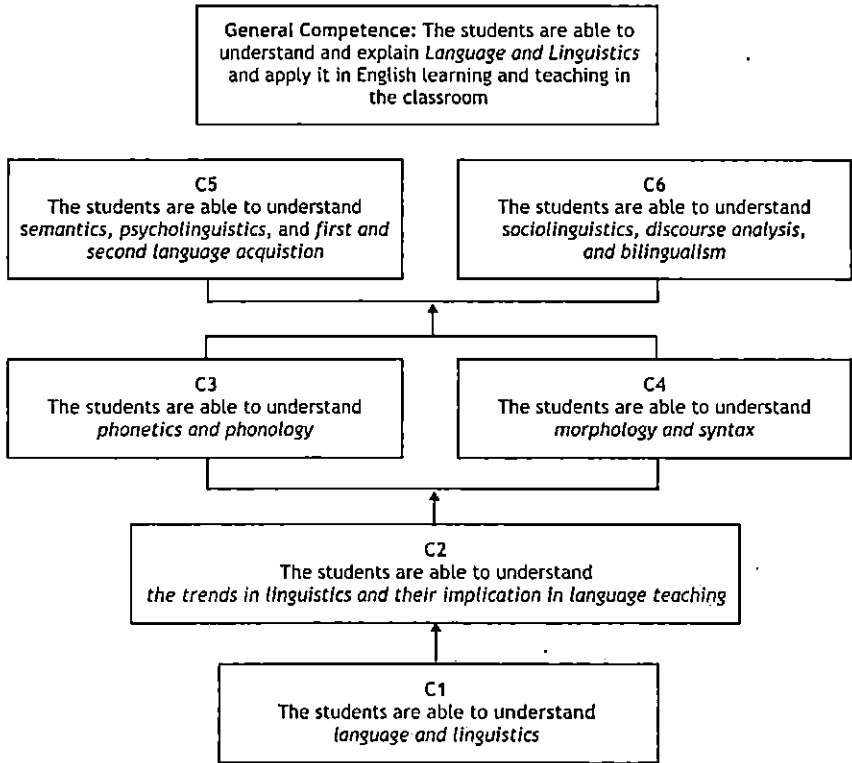 General Competence: The students are able to
understand and explain Language and Linguistics
and apply it in English learning and teaching in
the classroom
C5
The students are able to understand
semantics, psycholinguistics, and first and
second language acquistion
C6
The students are able to understand
sociolinguistics, discourse analysis,
and bilingualism
C3
The students are able to understand
phonetics and phonology
C4
The students are able to understand
morphology and syntax
C2
The students are able to understand
the trends in linguistics and their implication in language teaching
C1
The students are able to understand
language and linguistics